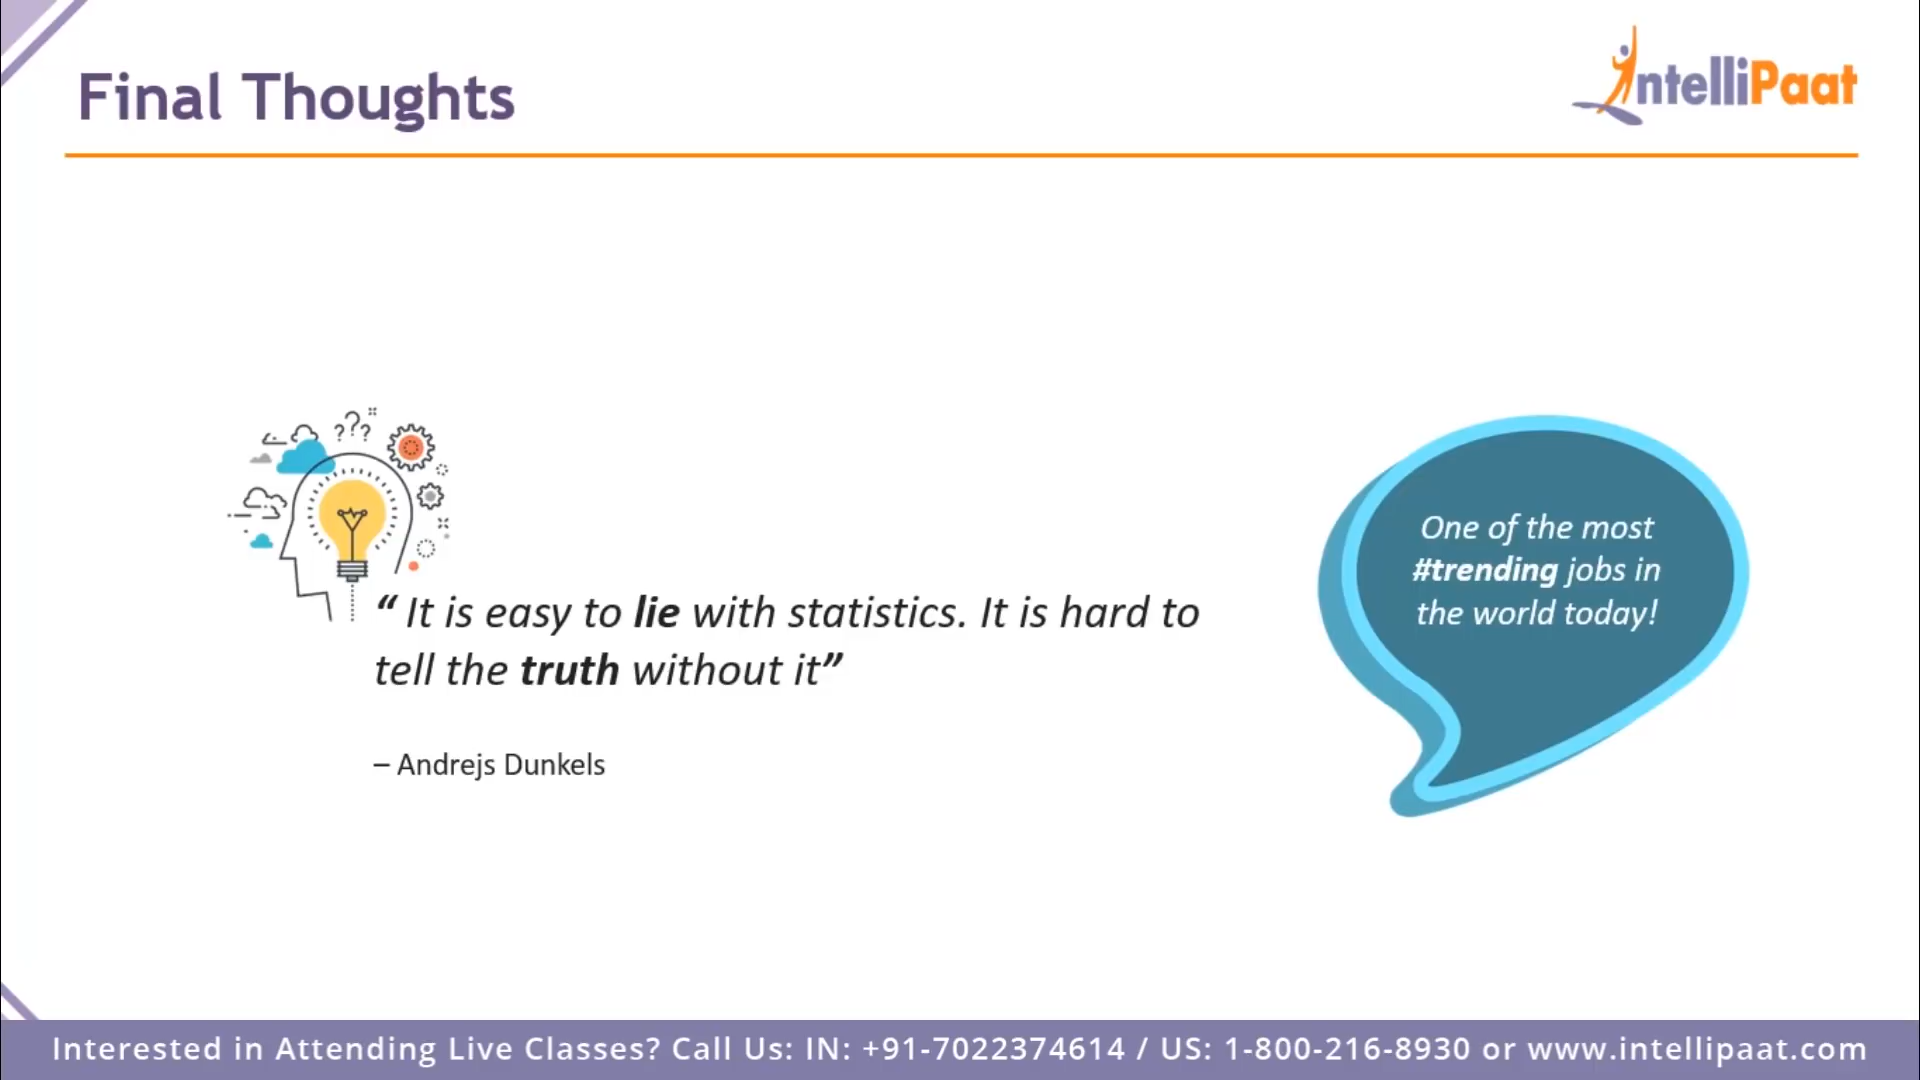 Final Thoughts
IntelliPaat
???
“ It is easy to lie with statistics. It is hard to
tell the truth without it”
– Andrejs Dunkels
One of the most
#trending jobs in
the world today!
Interested in Attending Live Classes? Call Us: IN: +91-7022374614 / US: 1-800-216-8930 or www.intellipaat.com